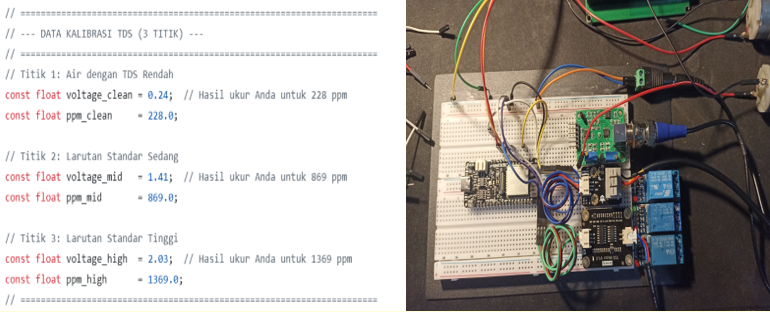 // =====================================================================
// --- DATA KALIBRASI TDS (3 TITIK) ---
// =====================================================================
// Titik 1: Air dengan TDS Rendah
const float voltage_clean = 0.24; // Hasil ukur Anda untuk 228 ppm
const float ppm_clean = 228.0;
// Titik 2: Larutan Standar Sedang
const float voltage_mid = 1.41; // Hasil ukur Anda untuk 869 ppm
const float ppm_mid = 869.0;
// Titik 3: Larutan Standar Tinggi
const float voltage_high = 2.03; // Hasil ukur Anda untuk 1369 ppm
const float ppm_high = 1369.0;
// =====================================================================